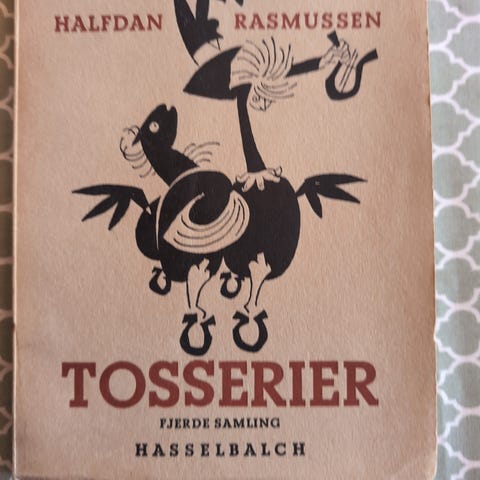 HALFDAN RASMUSSEN
TOSSERIER
FJERDE SAMLING
HASSELBALCH